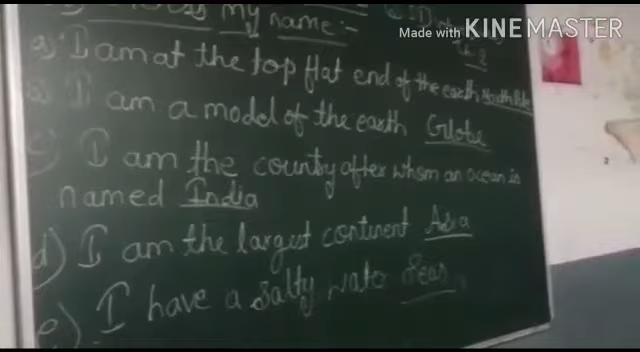 my name :-
Made with KINEMASTER
a) I am at the top flat end of the earth North Pole
b) I am a model of the earth Globe
c) I am the county after whom an ocean is
named India
d) I am the largest continent Asia
e) I have a salty water Seas